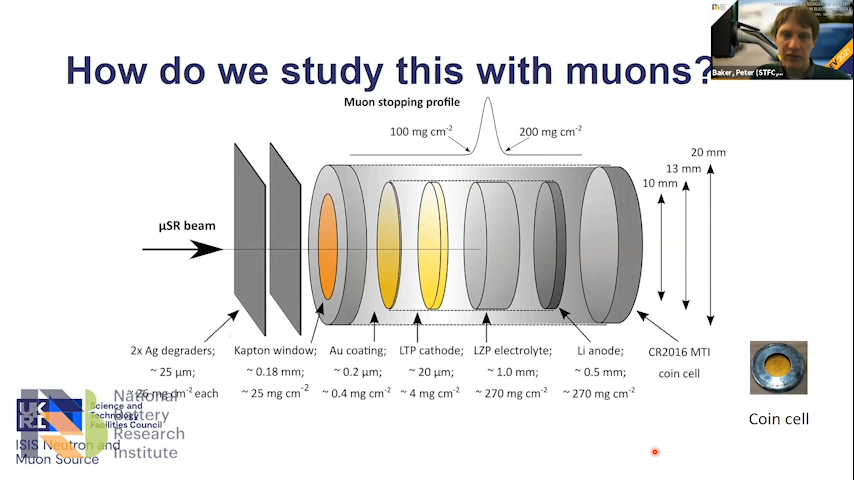 How do we study this with muons?
Baker, Peter (STFC
Muon stopping profile
100 mg cm-2
200 mg cm-2
20 mm
13 mm
10 mm
µSR beam
2x Ag degraders;
~ 25 µm;
~26 mg cm-2 each
Kapton window;
~ 0.18 mm;
~ 25 mg cm-2
Au coating;
~ 0.2 µm;
~ 0.4 mg cm-2
LTP cathode;
~ 20 µm;
~ 4 mg cm-2
LZP electrolyte;
~ 1.0 mm;
~ 270 mg cm-2
Li anode;
~ 0.5 mm;
~ 270 mg cm-2
CR2016 MTI
coin cell
Coin cell
UKRI
Science and
Technology
Facilities Council
ISIS Neutron and
Muon Source
National
Battery
Research
Institute